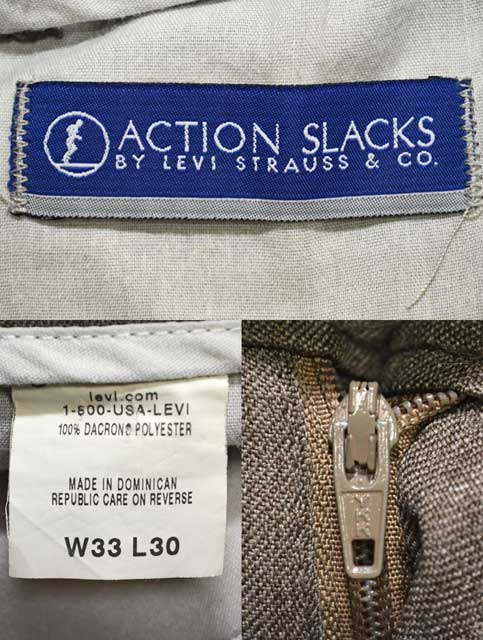 ACTION SLACKS
BY LEVI STRAUSS & CO.
levi.com
1-800-USA-LEVI
100% DACRON® POLYESTER
MADE IN DOMINICAN
REPUBLIC CARE ON REVERSE
W33 L30